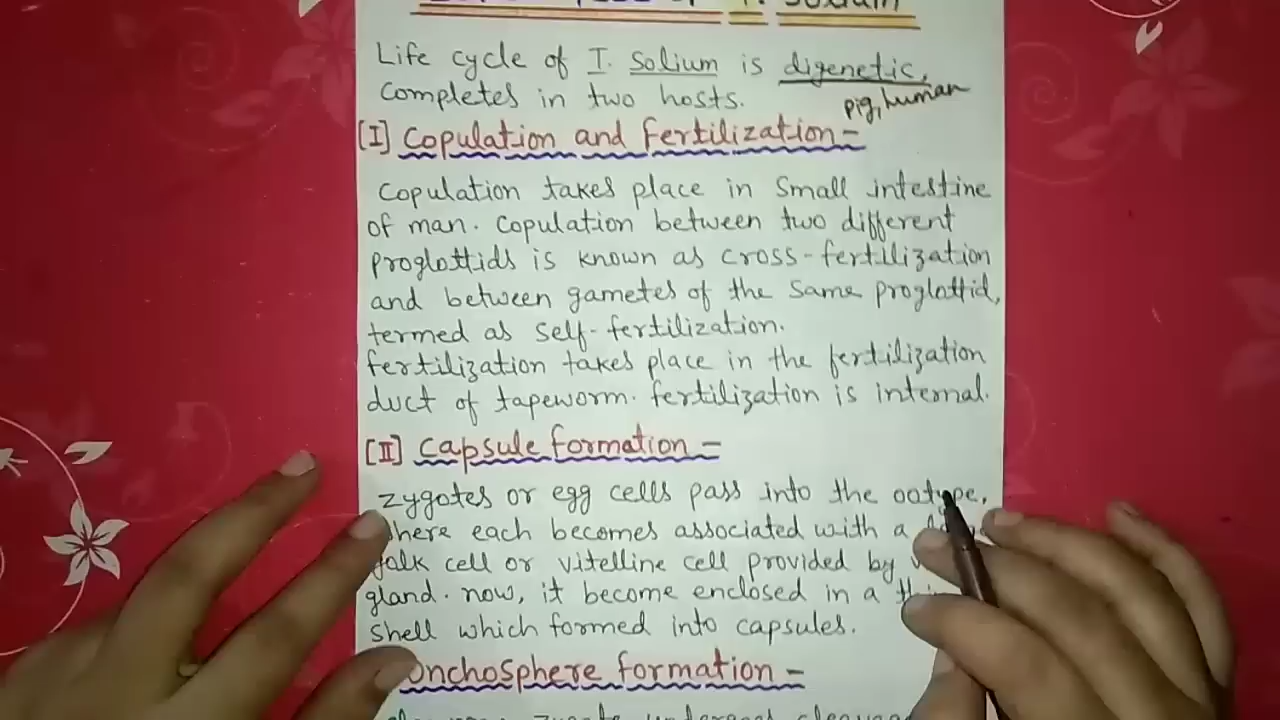 T. Solium
Life cycle of T. Solium is digenetic,
completes in two hosts.
pig, human
[I] Copulation and Fertilization -
Copulation takes place in small intestine
of man. Copulation between two different
proglottids is known as cross-fertilization
and between gametes of the same proglottid,
termed as self-fertilization.
fertilization takes place in the fertilization
duct of tapeworm. fertilization is internal.
[II] Capsule formation =
zygotes or egg cells pass into the ootype,
here each becomes associated with a
yolk cell or vitelline cell provided by
gland. now, it become enclosed in a
shell which formed into capsules.
Onchosphere formation -